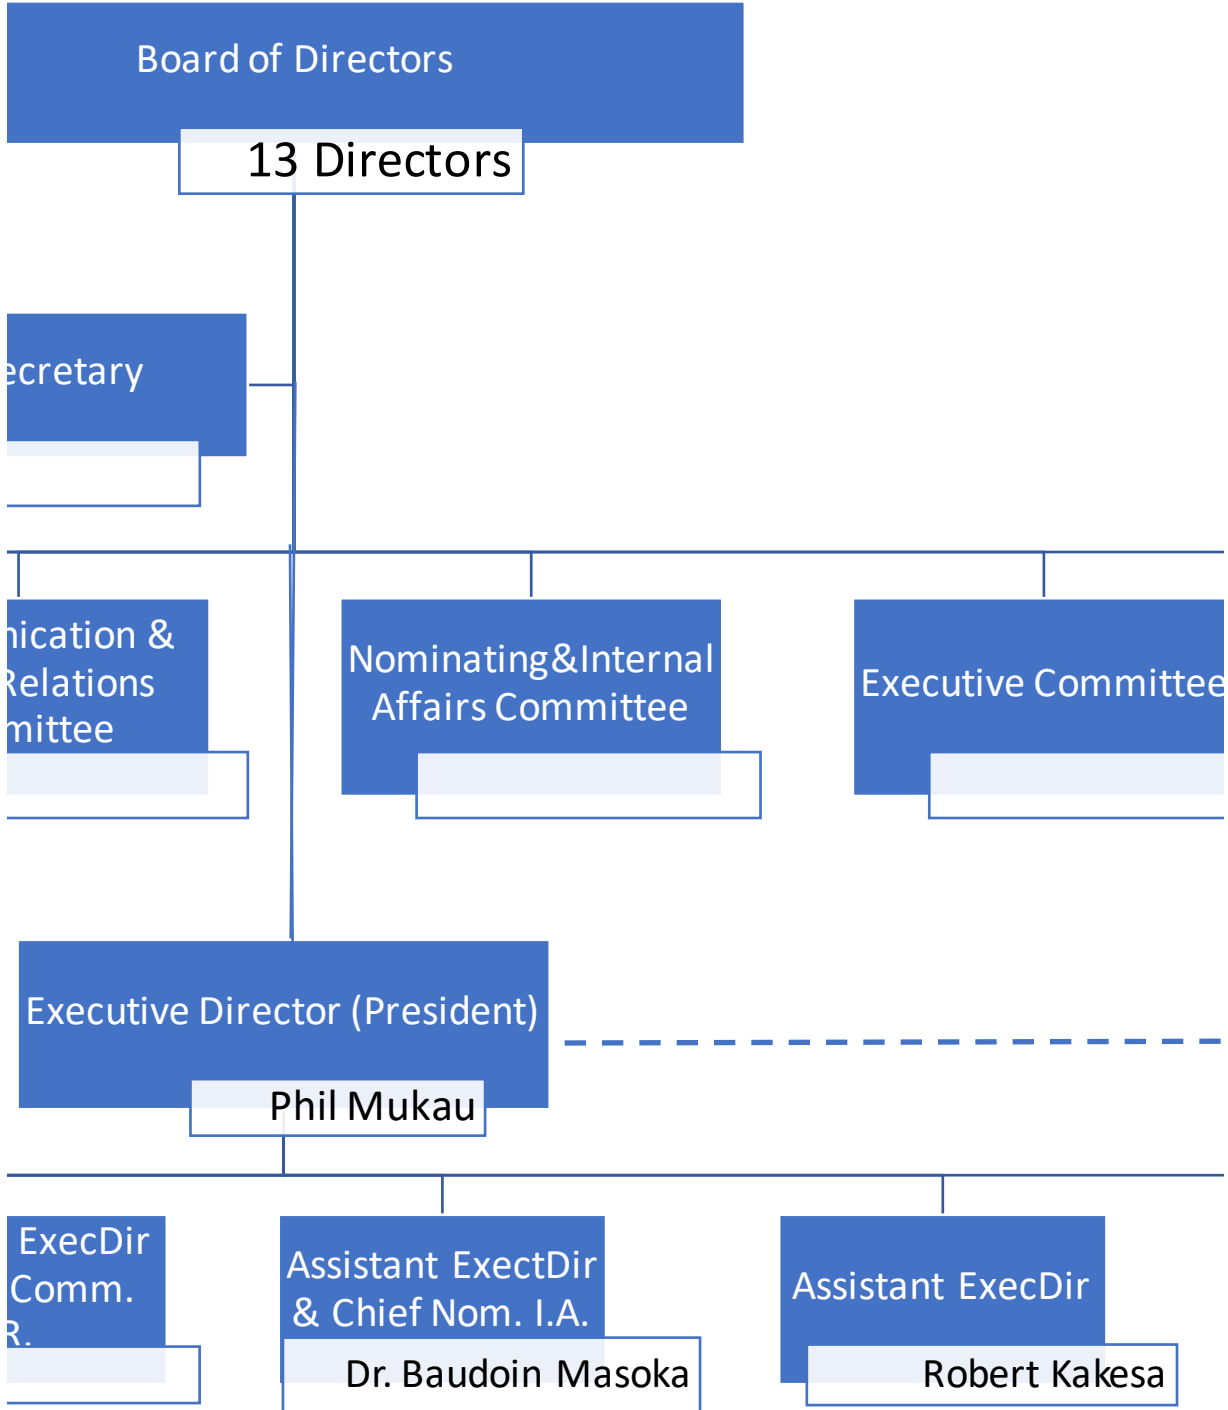 Board of Directors
13 Directors
ecretary
nication &
Relations
mittee
Nominating&Internal
Affairs Committee
Executive Committee
Executive Director (President)
Phil Mukau
ExecDir
Comm.
R.
Assistant ExectDir
& Chief Nom. I.A.
Dr. Baudoin Masoka
Assistant ExecDir
Robert Kakesa